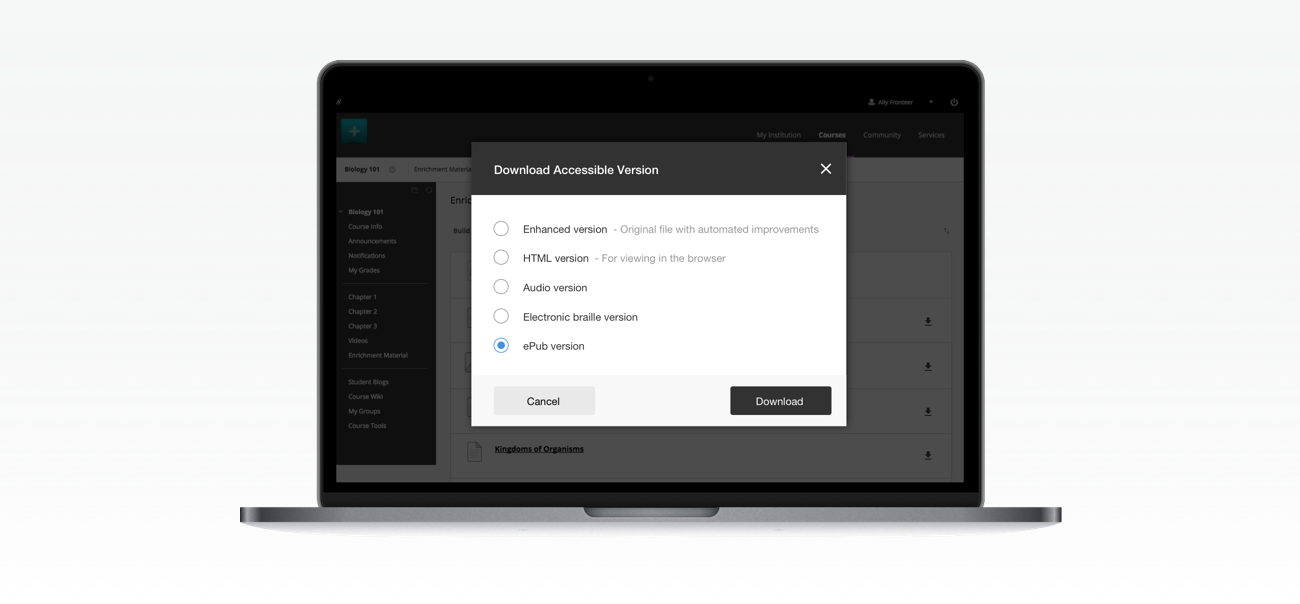 Ally Fronteer
My Institution
Courses
Community
Services
Biology 101
Enrichment Materia
Biology 101
Course Info
Announcements
Notifications
My Grades
Chapter 1
Chapter 2
Chapter 3
Videos
Enrichment Material
Student Blogs
Course Wiki
My Groups
Course Tools
Enric
Build
Download Accessible Version
Enhanced version - Original file with automated improvements
HTML version - For viewing in the browser
Audio version
Electronic braille version
ePub version
Cancel
Download
Kingdoms of Organisms